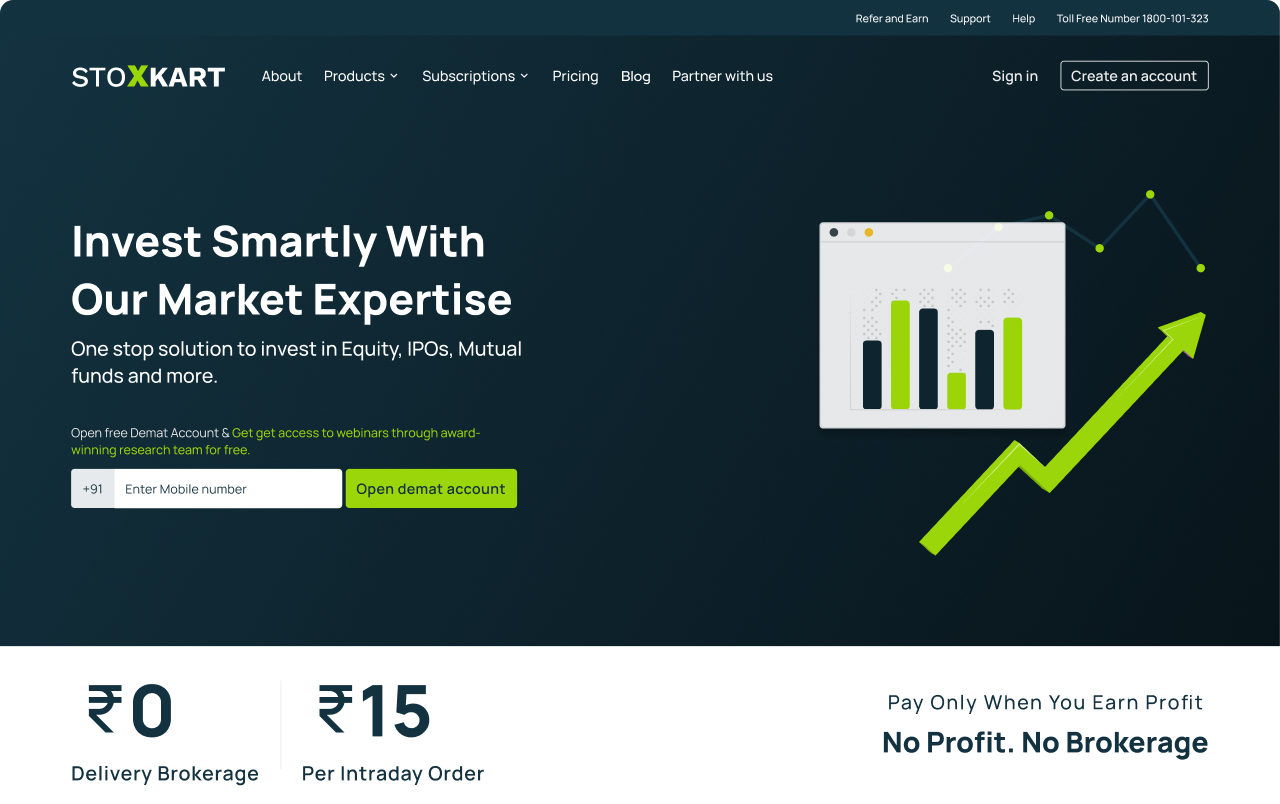 Refer and Earn Support Help Toll Free Number 1800-101-323
STOXKART About Products Subscriptions Pricing Blog Partner with us Sign in Create an account
Invest Smartly With
Our Market Expertise
One stop solution to invest in Equity, IPOs, Mutual
funds and more.
Open free Demat Account & Get get access to webinars through award-
winning research team for free.
+91 Enter Mobile number Open demat account
₹0 ₹15
Delivery Brokerage Per Intraday Order
Pay Only When You Earn Profit
No Profit. No Brokerage